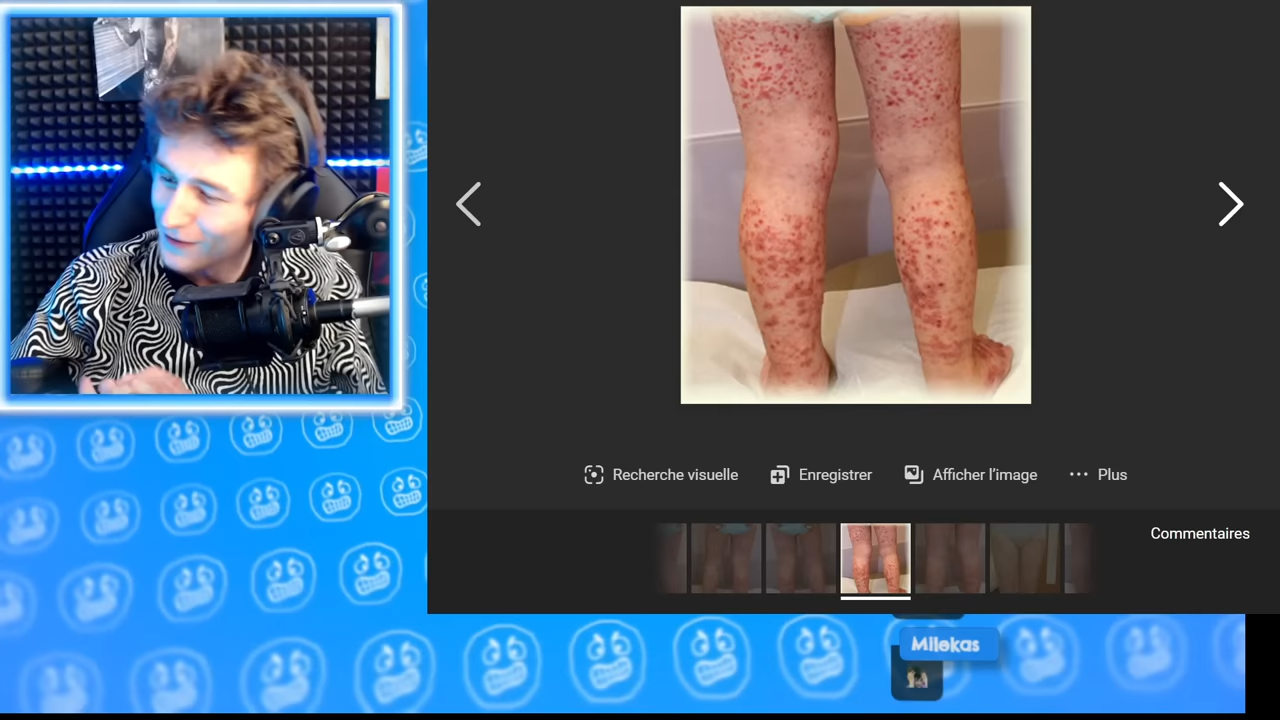 Recherche visuelle
Enregistrer
Afficher l'image
Plus
Commentaires
Milekas